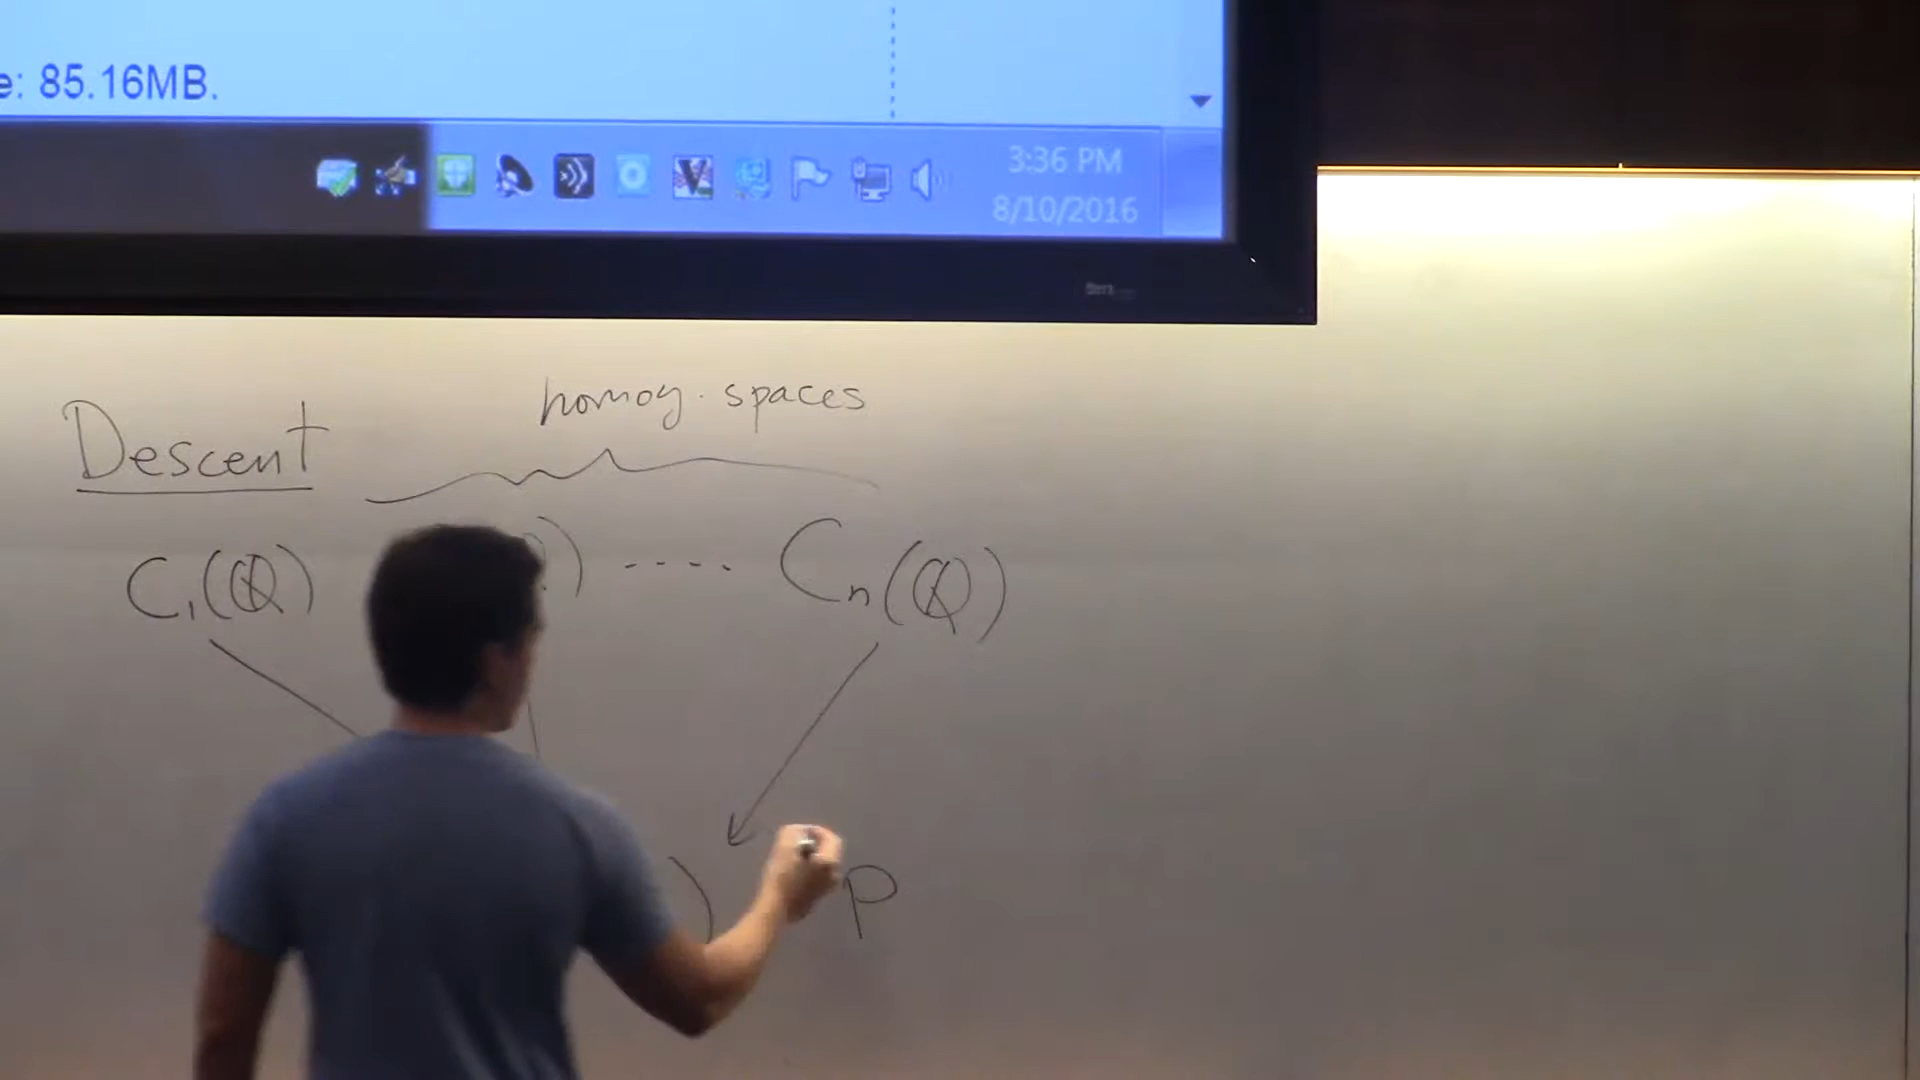 e: 85.16MB.
3:36 PM
8/10/2016
homog. spaces
Descent
C₁(ℚ) ) ---- Cₙ(ℚ)
) P